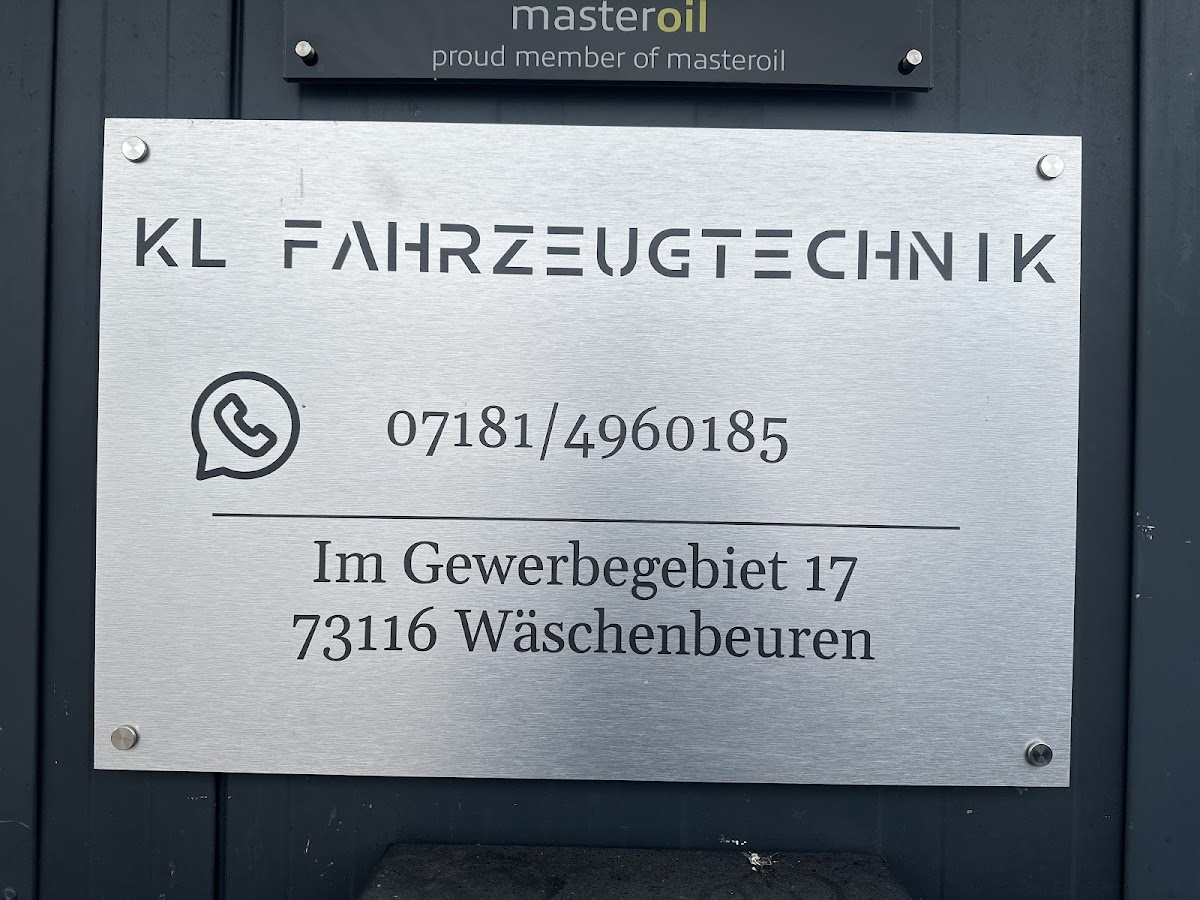 masteroil
proud member of masteroil
KL FAHRZEUGTECHNIK
07181/4960185
Im Gewerbegebiet 17
73116 Wäschenbeuren